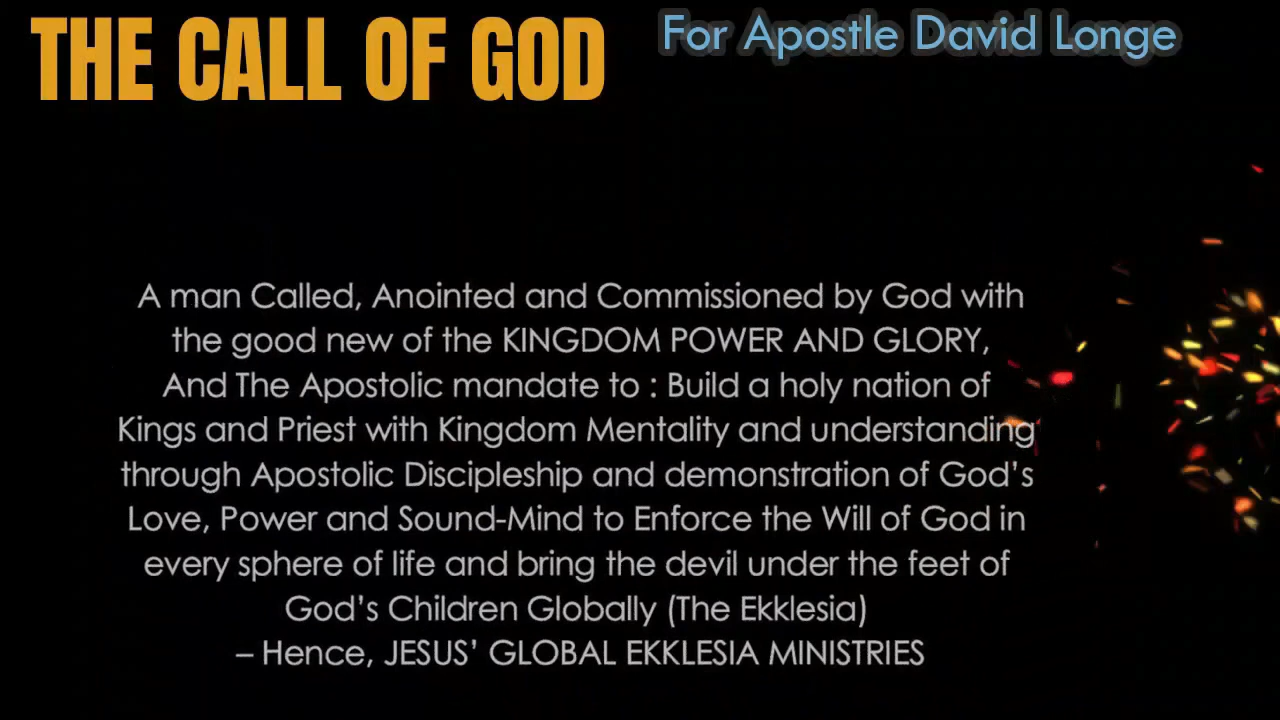 THE CALL OF GOD
For Apostle David Longe
A man Called, Anointed and Commissioned by God with
the good new of the KINGDOM POWER AND GLORY,
And The Apostolic mandate to : Build a holy nation of
Kings and Priest with Kingdom Mentality and understanding
through Apostolic Discipleship and demonstration of God's
Love, Power and Sound-Mind to Enforce the Will of God in
every sphere of life and bring the devil under the feet of
God's Children Globally (The Ekklesia)
– Hence, JESUS' GLOBAL EKKLESIA MINISTRIES